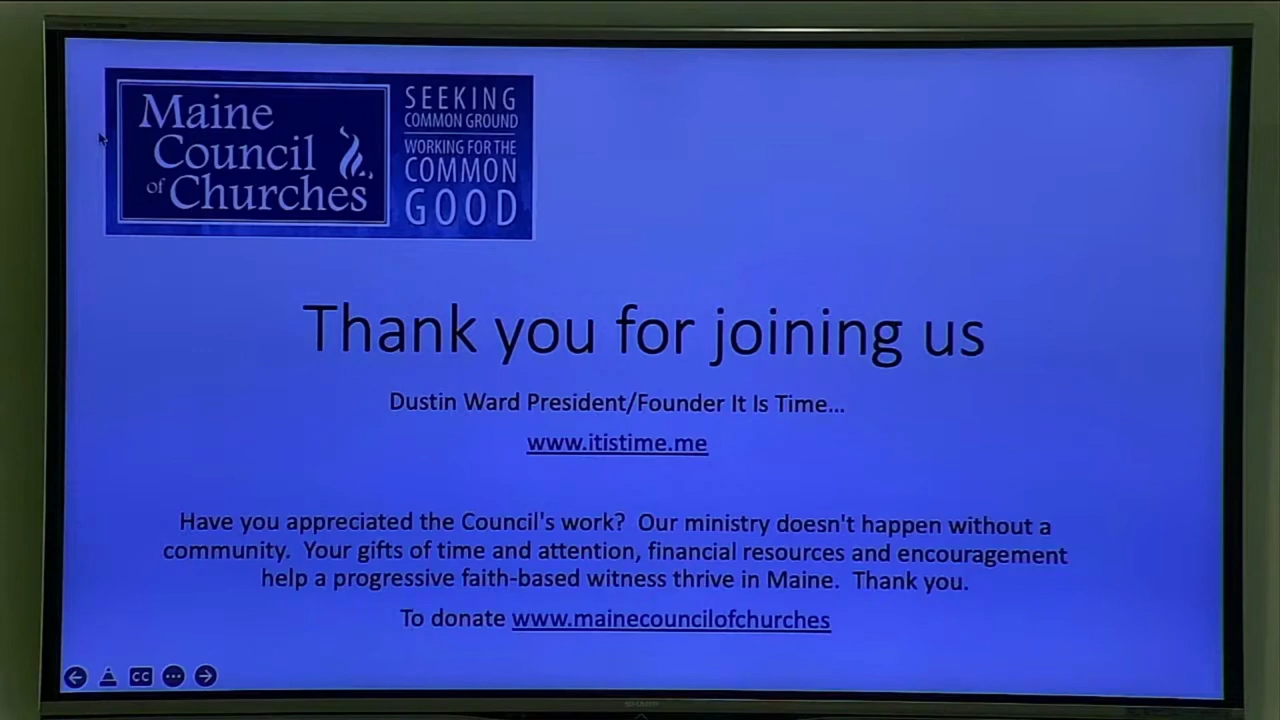 Maine
Council
of Churches
SEEKING
COMMON GROUND
WORKING FOR THE
COMMON
GOOD
Thank you for joining us
Dustin Ward President/Founder It Is Time...
www.itistime.me
Have you appreciated the Council's work?  Our ministry doesn't happen without a
community.  Your gifts of time and attention, financial resources and encouragement
help a progressive faith-based witness thrive in Maine.  Thank you.
To donate www.mainecouncilofchurches
CC